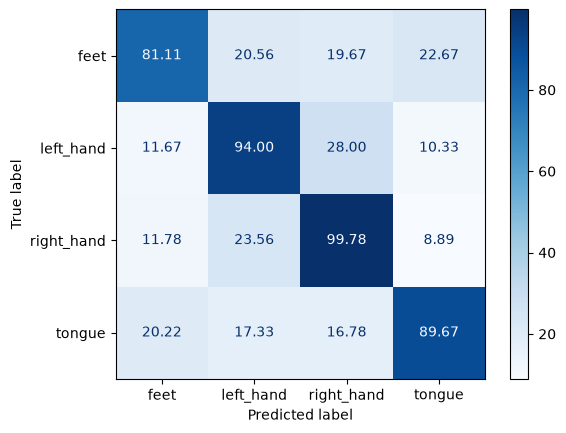 True label
feet 81.11 20.56 19.67 22.67
left_hand 11.67 94.00 28.00 10.33
right_hand 11.78 23.56 99.78 8.89
tongue 20.22 17.33 16.78 89.67
feet left_hand right_hand tongue
Predicted label
80
60
40
20